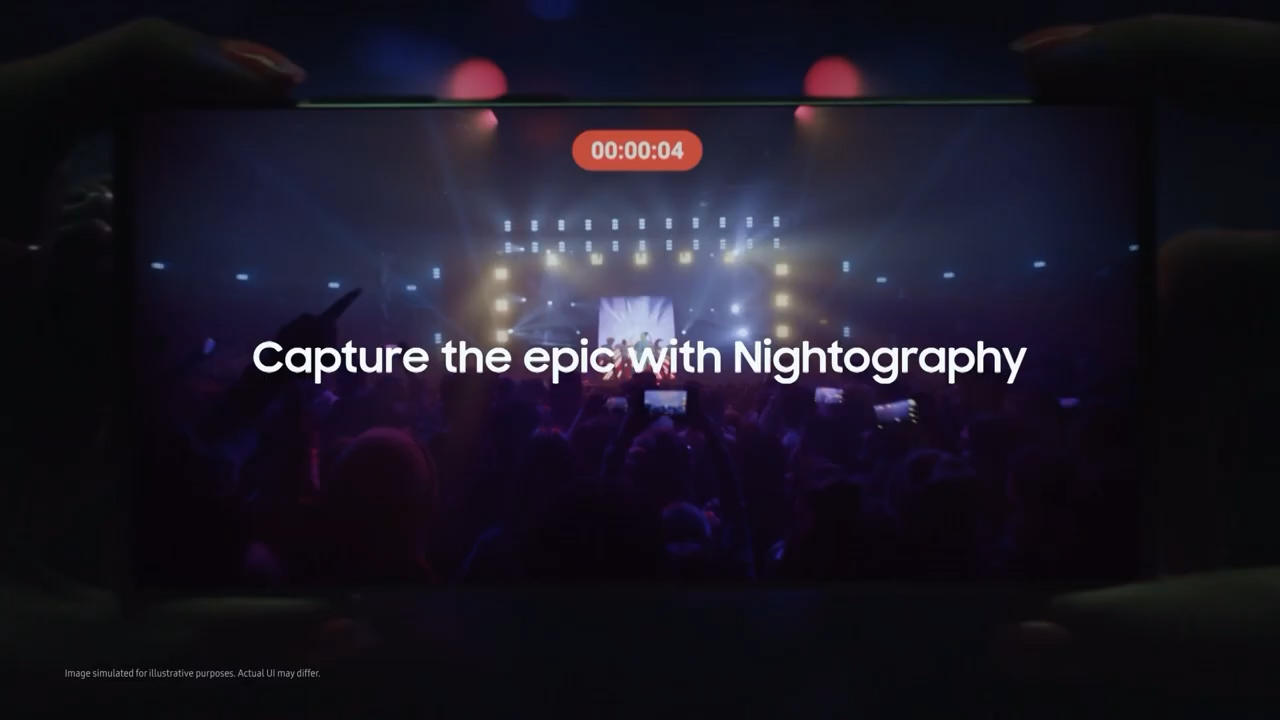 00:00:04
Capture the epic with Nightography
Image simulated for illustrative purposes. Actual UI may differ.